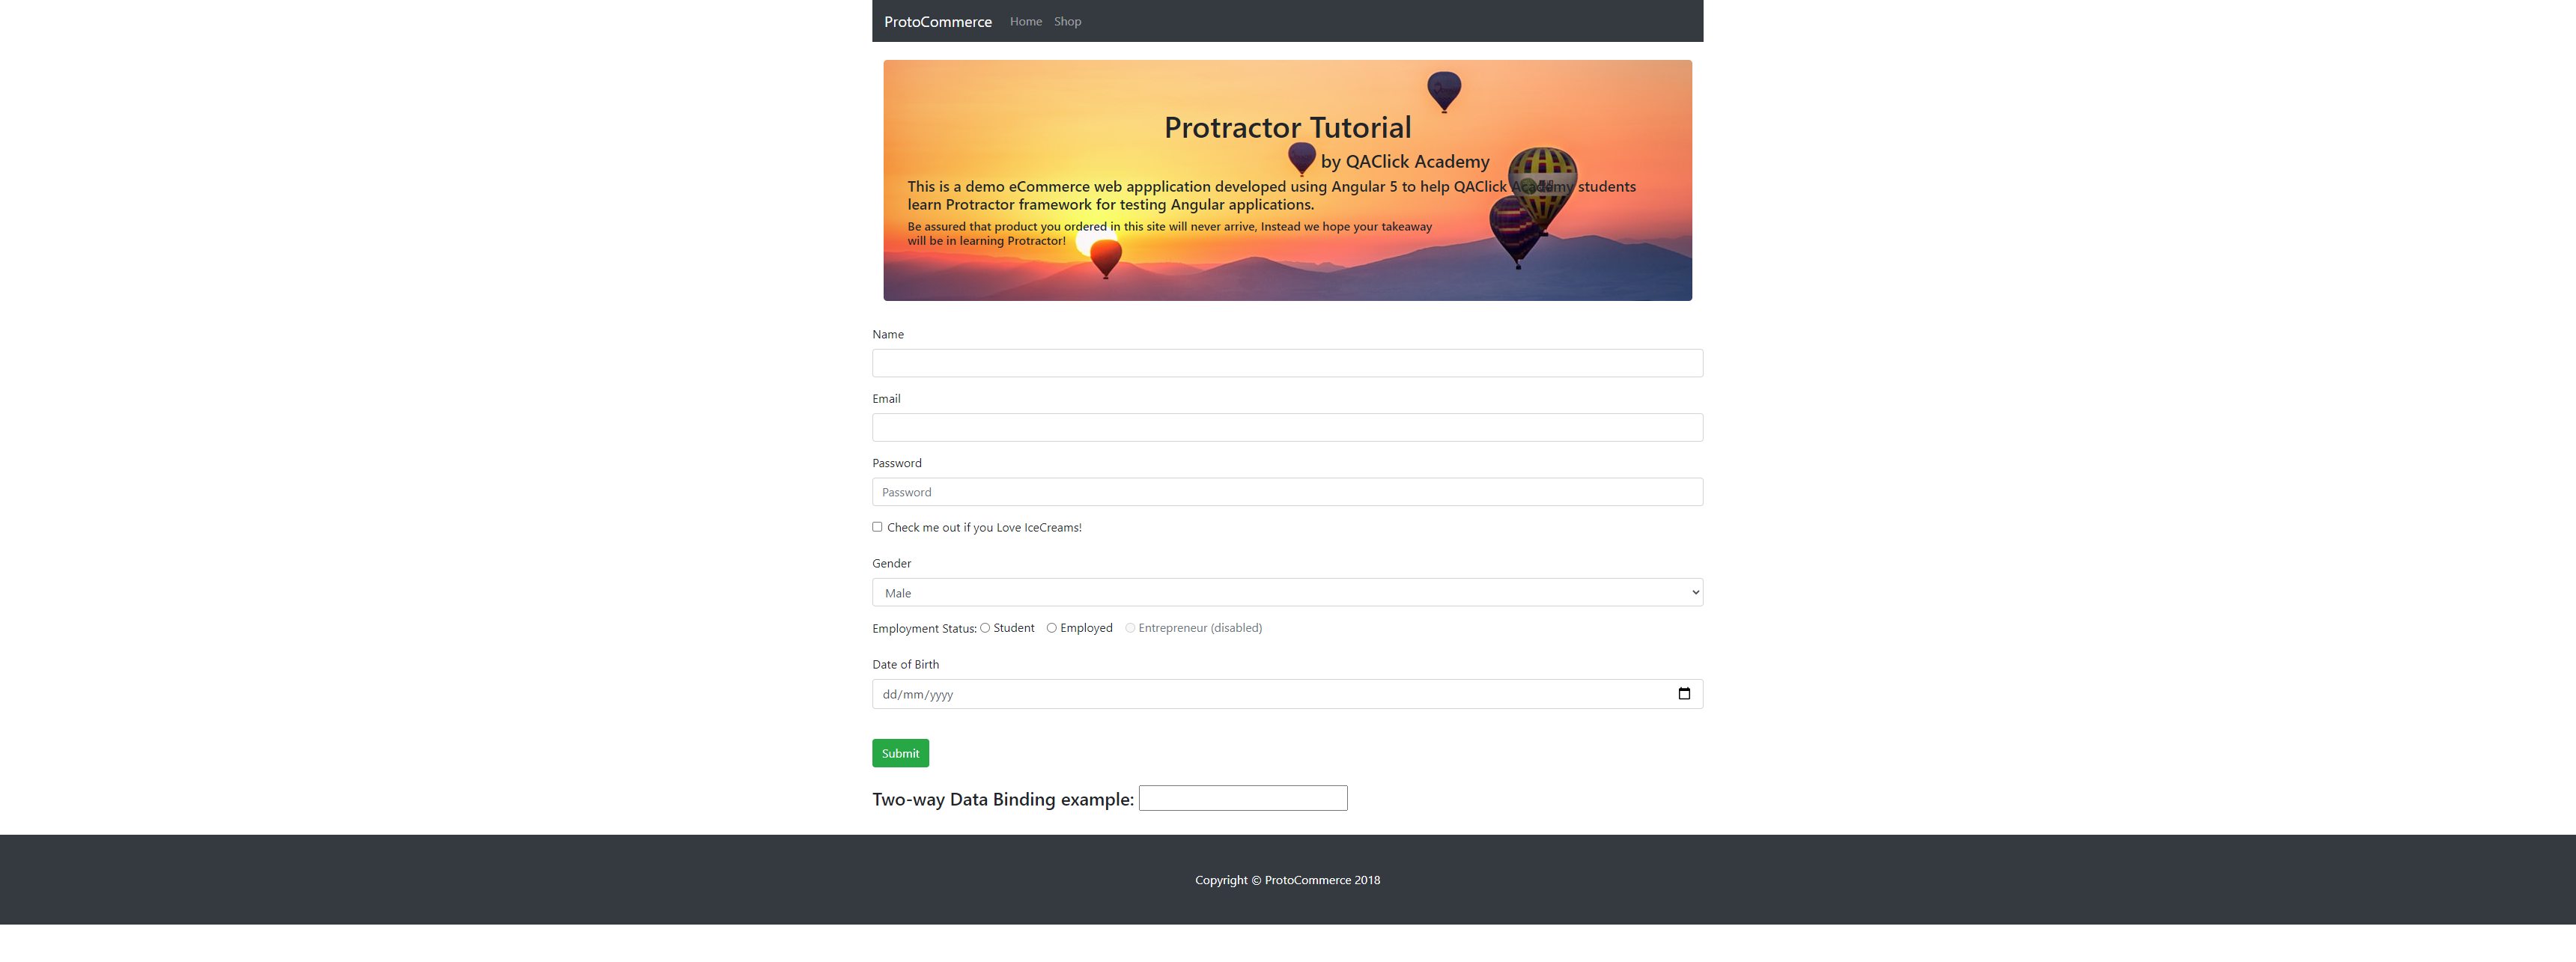 ProtoCommerce Home Shop
Protractor Tutorial
by QAClick Academy
This is a demo eCommerce web appplication developed using Angular 5 to help QAClick Academy students
learn Protractor framework for testing Angular applications.
Be assured that product you ordered in this site will never arrive, Instead we hope your takeaway
will be in learning Protractor!
Name
Email
Password
Password
Check me out if you Love IceCreams!
Gender
Male
Employment Status: Student Employed Entrepreneur (disabled)
Date of Birth
dd/mm/yyyy
Submit
Two-way Data Binding example:
Copyright © ProtoCommerce 2018